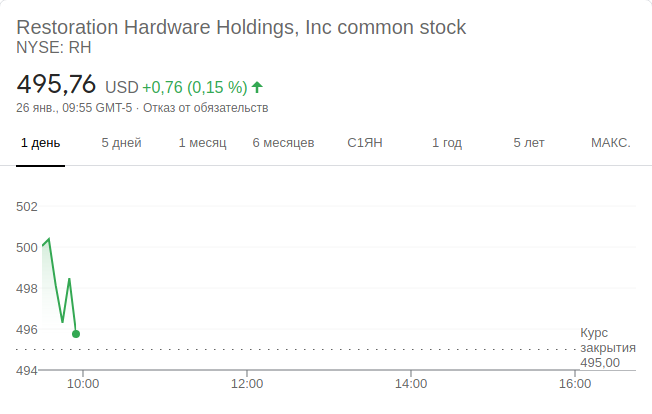 Restoration Hardware Holdings, Inc common stock
NYSE: RH
495,76 USD +0,76 (0,15 %)
26 янв., 09:55 GMT-5 · Отказ от обязательств
1 день 5 дней 1 месяц 6 месяцев С1ЯН 1 год 5 лет МАКС.
502
500
498
496
Курс
закрытия
495,00
494
10:00 12:00 14:00 16:00